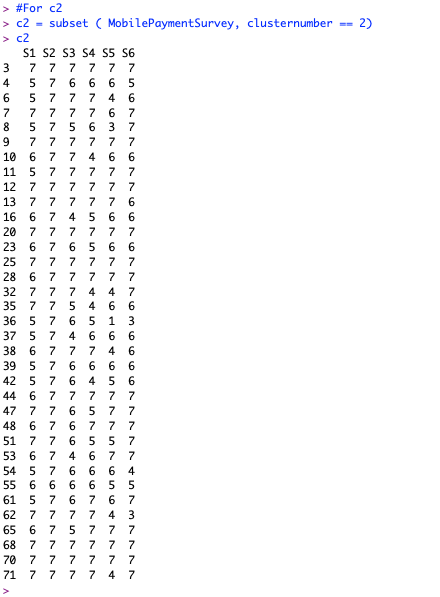 > #For c2
> c2 = subset ( MobilePaymentSurvey, clusternumber == 2)
> c2
   S1 S2 S3 S4 S5 S6
3   7  7  7  7  7  7
4   5  7  6  6  6  5
6   5  7  7  7  4  6
7   7  7  7  7  6  7
8   5  7  5  6  3  7
9   7  7  7  7  7  7
10  6  7  7  4  6  6
11  5  7  7  7  7  7
12  7  7  7  7  7  7
13  7  7  7  7  7  6
16  6  7  4  5  6  6
20  7  7  7  7  7  7
23  6  7  6  5  6  6
25  7  7  7  7  7  7
28  6  7  7  7  7  7
32  7  7  7  4  4  7
35  7  7  5  4  6  6
36  5  7  6  5  1  3
37  5  7  4  6  6  6
38  6  7  7  7  4  6
39  5  7  6  6  6  6
42  5  7  6  4  5  6
44  6  7  7  7  7  7
47  7  7  6  5  7  7
48  6  7  6  7  7  7
51  7  7  6  5  5  7
53  6  7  4  6  7  7
54  5  7  6  6  6  4
55  6  6  6  6  5  5
61  5  7  6  7  6  7
62  7  7  7  7  4  3
65  6  7  5  7  7  7
68  7  7  7  7  7  7
70  7  7  7  7  7  7
71  7  7  7  7  4  7
>